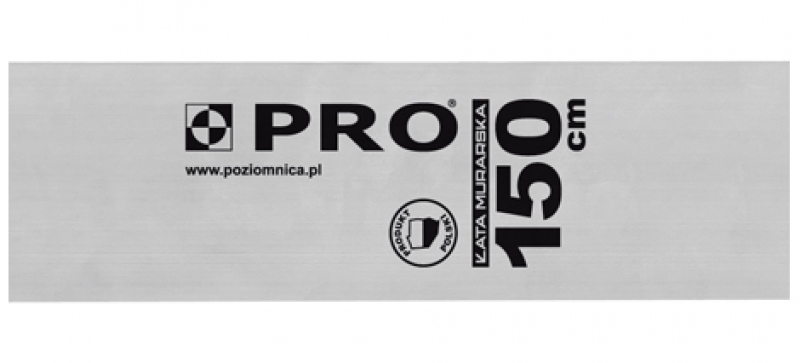 PRO®
www.poziomnica.pl
PRODUKT POLSKI
ŁATA MURARSKA
150 cm